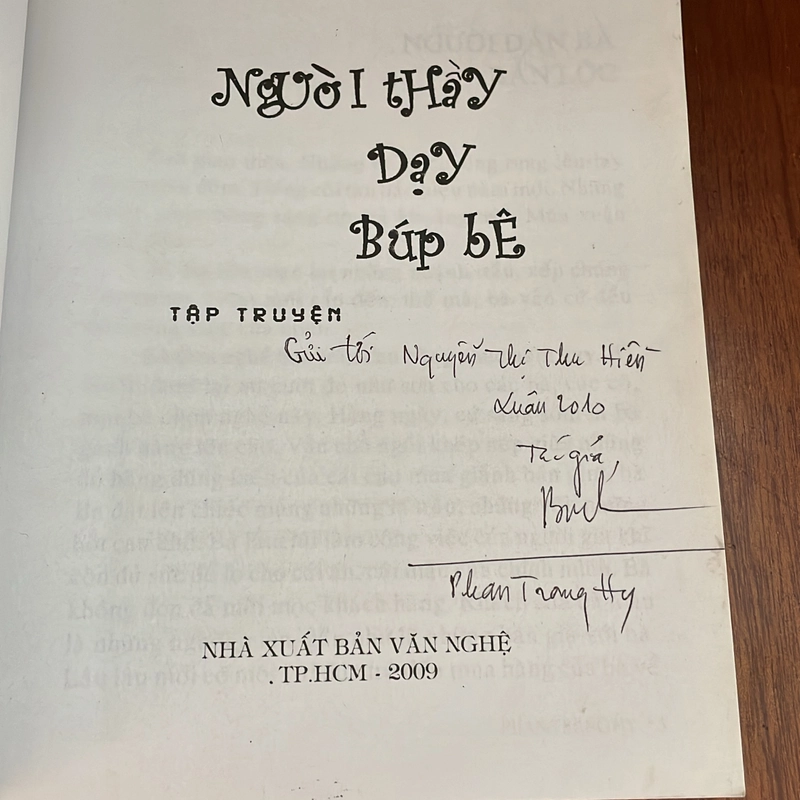 NGƯỜI THẦY
DẠY
BÚP BÊ
TẬP TRUYỆN
Gửi tới Nguyễn Thị Thu Hiền
Xuân 2010
Tác giả
Phan Trang Hy
NHÀ XUẤT BẢN VĂN NGHỆ
. TP.HCM - 2009